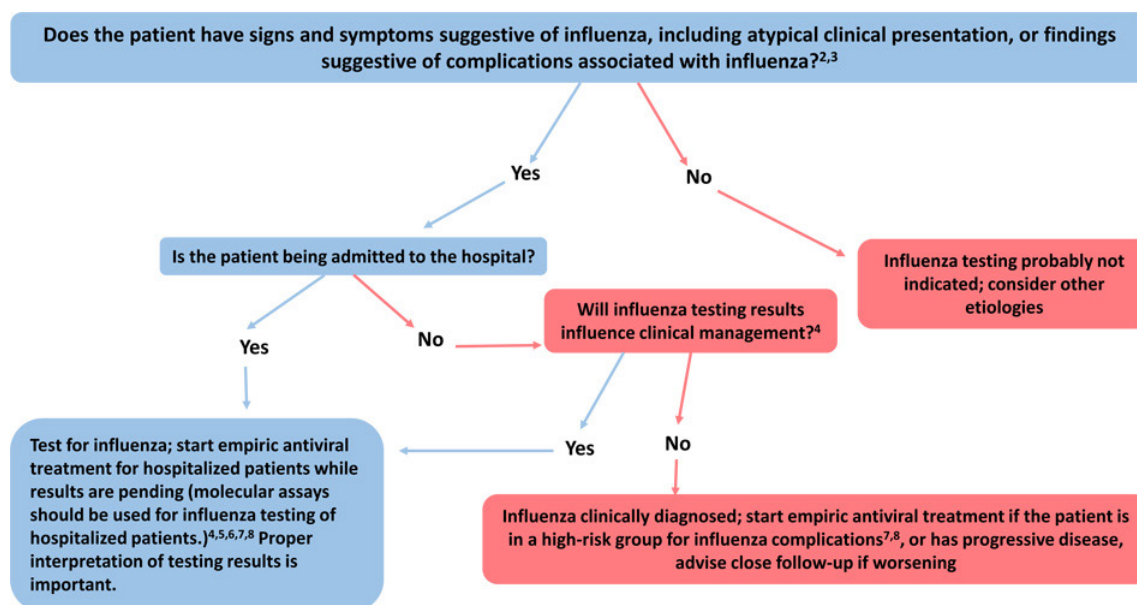 Does the patient have signs and symptoms suggestive of influenza, including atypical clinical presentation, or findings
suggestive of complications associated with influenza?2,3
Yes
No
Is the patient being admitted to the hospital?
Influenza testing probably not
indicated; consider other
etiologies
Will influenza testing results
influence clinical management?4
Yes
No
Test for influenza; start empiric antiviral
treatment for hospitalized patients while
results are pending (molecular assays
should be used for influenza testing of
hospitalized patients.)4,5,6,7,8 Proper
interpretation of testing results is
important.
Yes
No
Influenza clinically diagnosed; start empiric antiviral treatment if the patient is
in a high-risk group for influenza complications7,8, or has progressive disease,
advise close follow-up if worsening